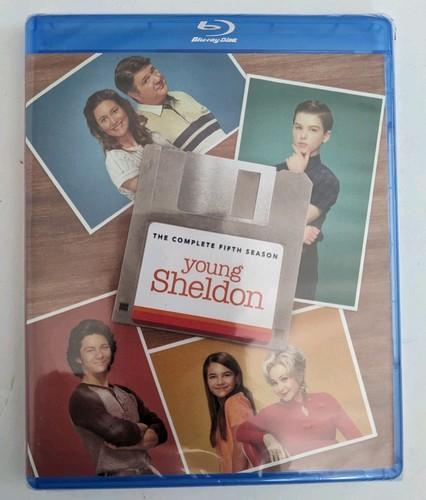 Blu-ray Disc
THE COMPLETE FIFTH SEASON
young
Sheldon